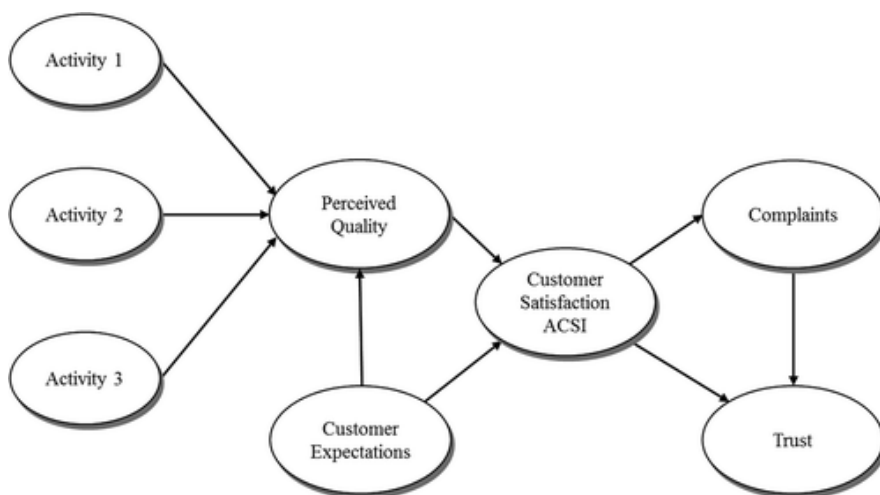 Activity 1
Activity 2
Activity 3
Perceived
Quality
Customer
Expectations
Customer
Satisfaction
ACSI
Complaints
Trust